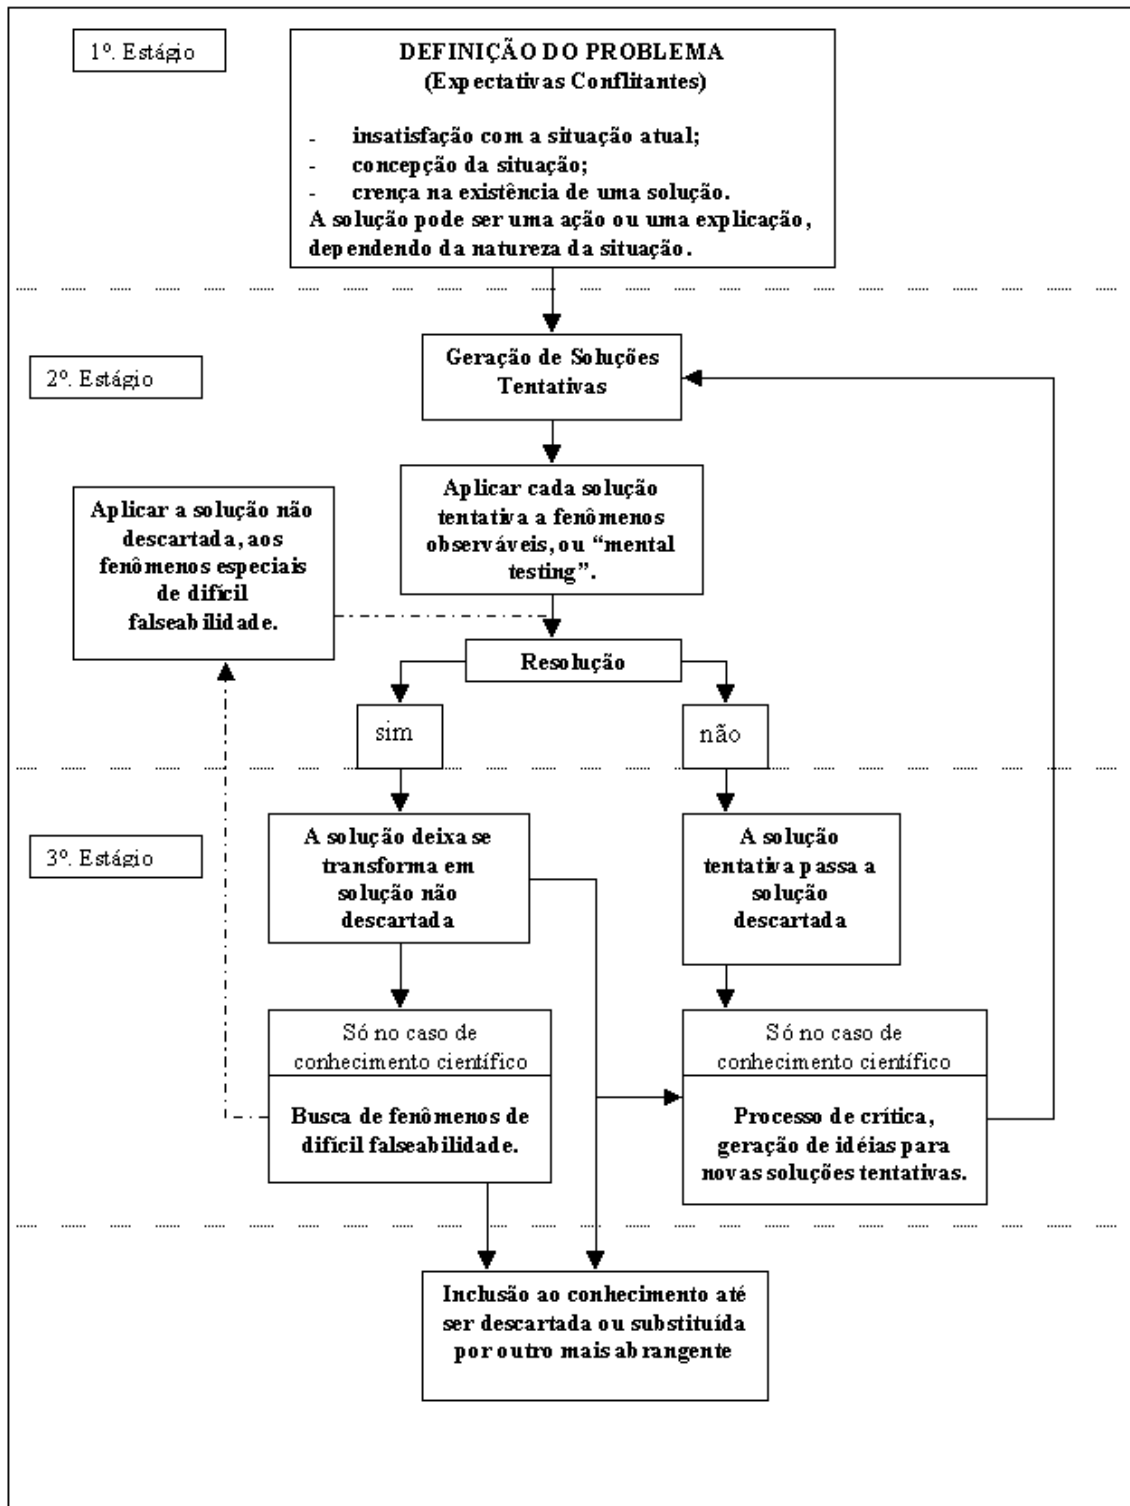 1º. Estágio
DEFINIÇÃO DO PROBLEMA
(Expectativas Conflitantes)
- insatisfação com a situação atual;
- concepção da situação;
- crença na existência de uma solução.
A solução pode ser uma ação ou uma explicação,
dependendo da natureza da situação.
2º. Estágio
Geração de Soluções
Tentativas
Aplicar cada solução
tentativa a fenômenos
observáveis, ou “mental
testing”.
Aplicar a solução não
descartada, aos
fenômenos especiais
de difícil
falseabilidade.
Resolução
sim
não
3º. Estágio
A solução deixa se
transforma em
solução não
descartada
A solução
tentativa passa a
solução
descartada
Só no caso de
conhecimento científico
Busca de fenômenos de
difícil falseabilidade.
Só no caso de
conhecimento científico
Processo de crítica,
geração de idéias para
novas soluções tentativas.
Inclusão ao conhecimento até
ser descartada ou substituída
por outro mais abrangente